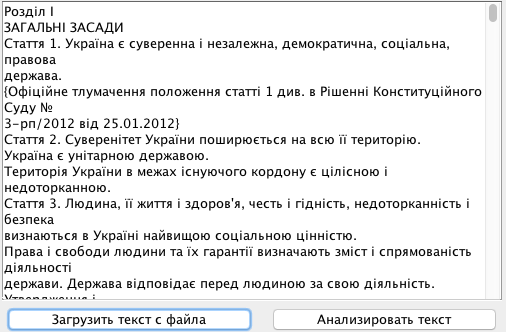 Розділ I
ЗАГАЛЬНІ ЗАСАДИ
Стаття 1. Україна є суверенна і незалежна, демократична, соціальна,
правова
держава.
{Офіційне тлумачення положення статті 1 див. в Рішенні Конституційного
Суду №
3-рп/2012 від 25.01.2012}
Стаття 2. Суверенітет України поширюється на всю її територію.
Україна є унітарною державою.
Територія України в межах існуючого кордону є цілісною і
недоторканною.
Стаття 3. Людина, її життя і здоров'я, честь і гідність, недоторканність і
безпека
визнаються в Україні найвищою соціальною цінністю.
Права і свободи людини та їх гарантії визначають зміст і спрямованість
діяльності
держави. Держава відповідає перед людиною за свою діяльність.
Утвердження і
Загрузить текст с файла
Анализировать текст